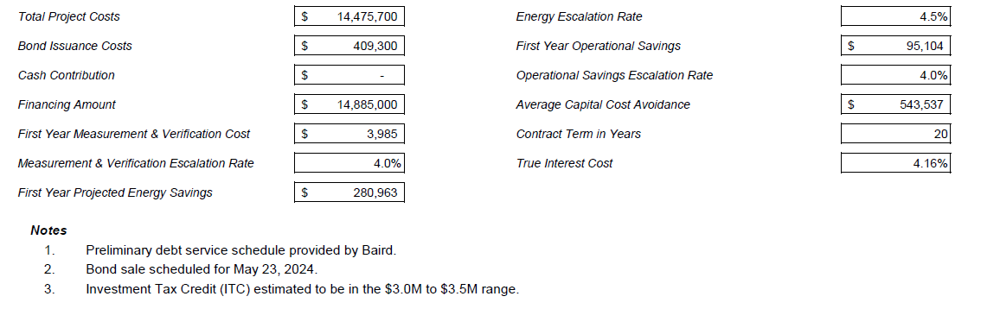 Total Project Costs $ 14,475,700 Energy Escalation Rate 4.5%
Bond Issuance Costs $ 409,300 First Year Operational Savings $ 95,104
Cash Contribution $ - Operational Savings Escalation Rate 4.0%
Financing Amount $ 14,885,000 Average Capital Cost Avoidance $ 543,537
First Year Measurement & Verification Cost $ 3,985 Contract Term in Years 20
Measurement & Verification Escalation Rate 4.0% True Interest Cost 4.16%
First Year Projected Energy Savings $ 280,963
Notes
1. Preliminary debt service schedule provided by Baird.
2. Bond sale scheduled for May 23, 2024.
3. Investment Tax Credit (ITC) estimated to be in the $3.0M to $3.5M range.